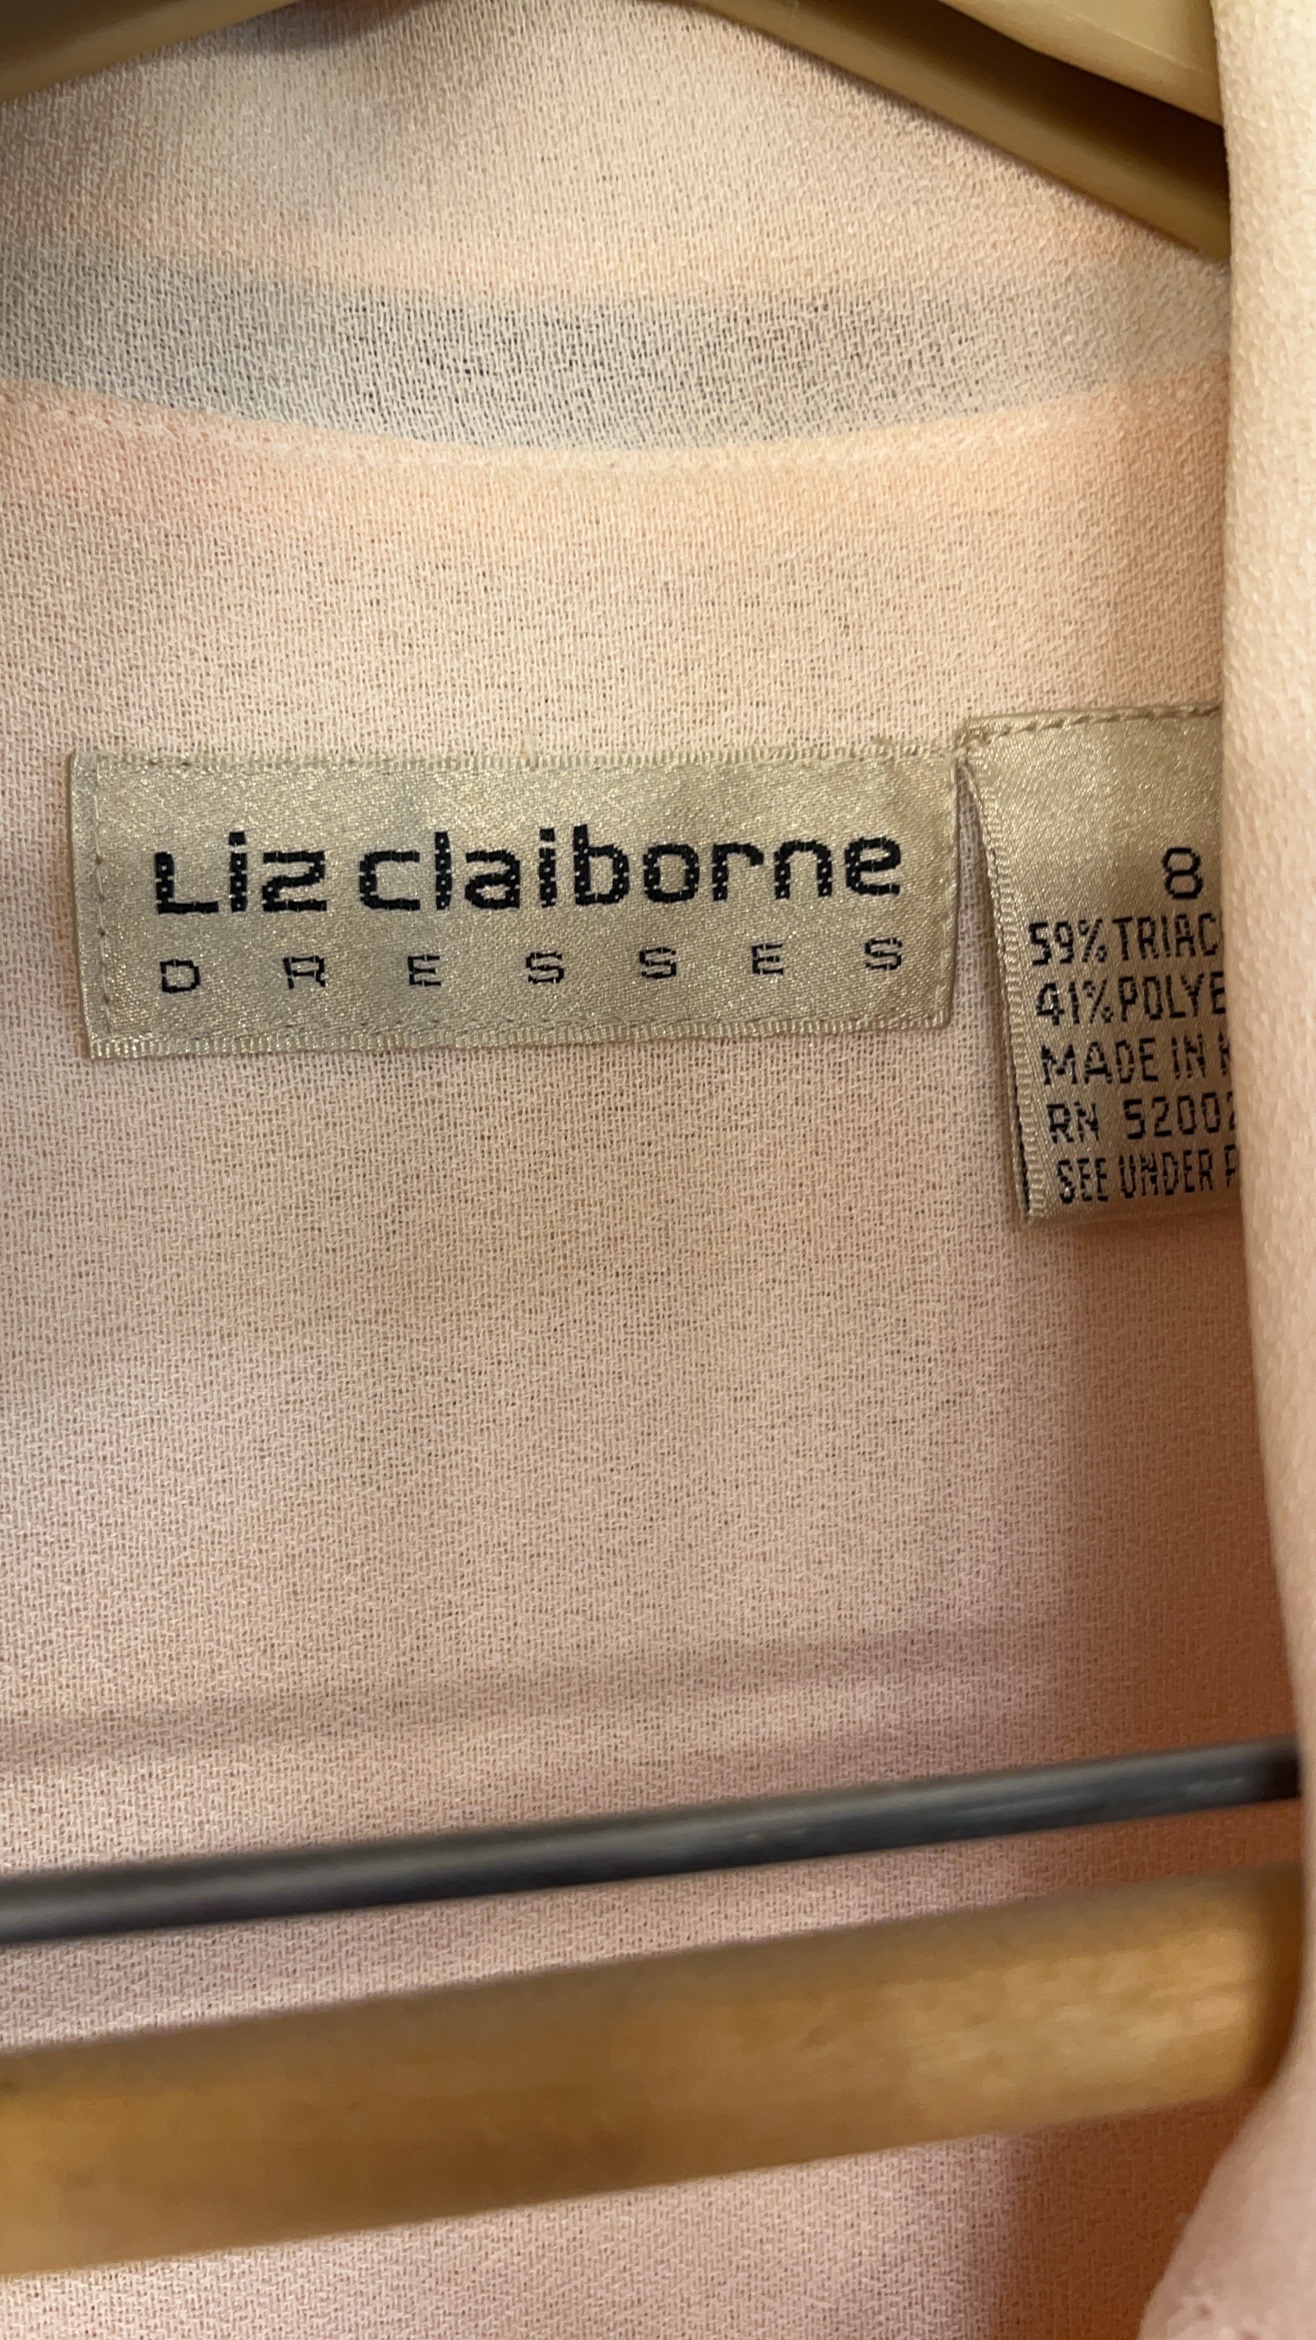 Liz claiborne
DRESSES
8
59% TRIAC
41% POLYE
MADE IN
RN 5200
SEE UNDER